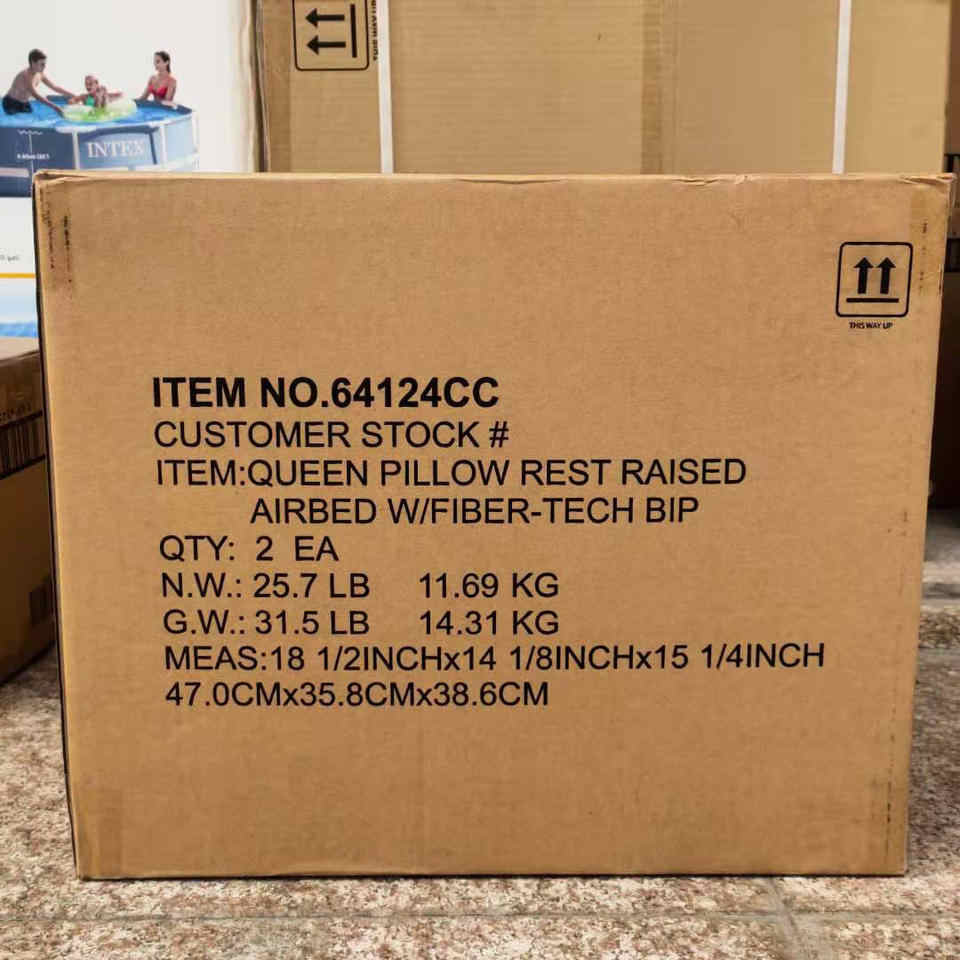 INTEX
THIS WAY UP
ITEM NO.64124CC
CUSTOMER STOCK #
ITEM:QUEEN PILLOW REST RAISED
AIRBED W/FIBER-TECH BIP
QTY: 2 EA
N.W.: 25.7 LB 11.69 KG
G.W.: 31.5 LB 14.31 KG
MEAS:18 1/2INCHx14 1/8INCHx15 1/4INCH
47.0CMx35.8CMx38.6CM